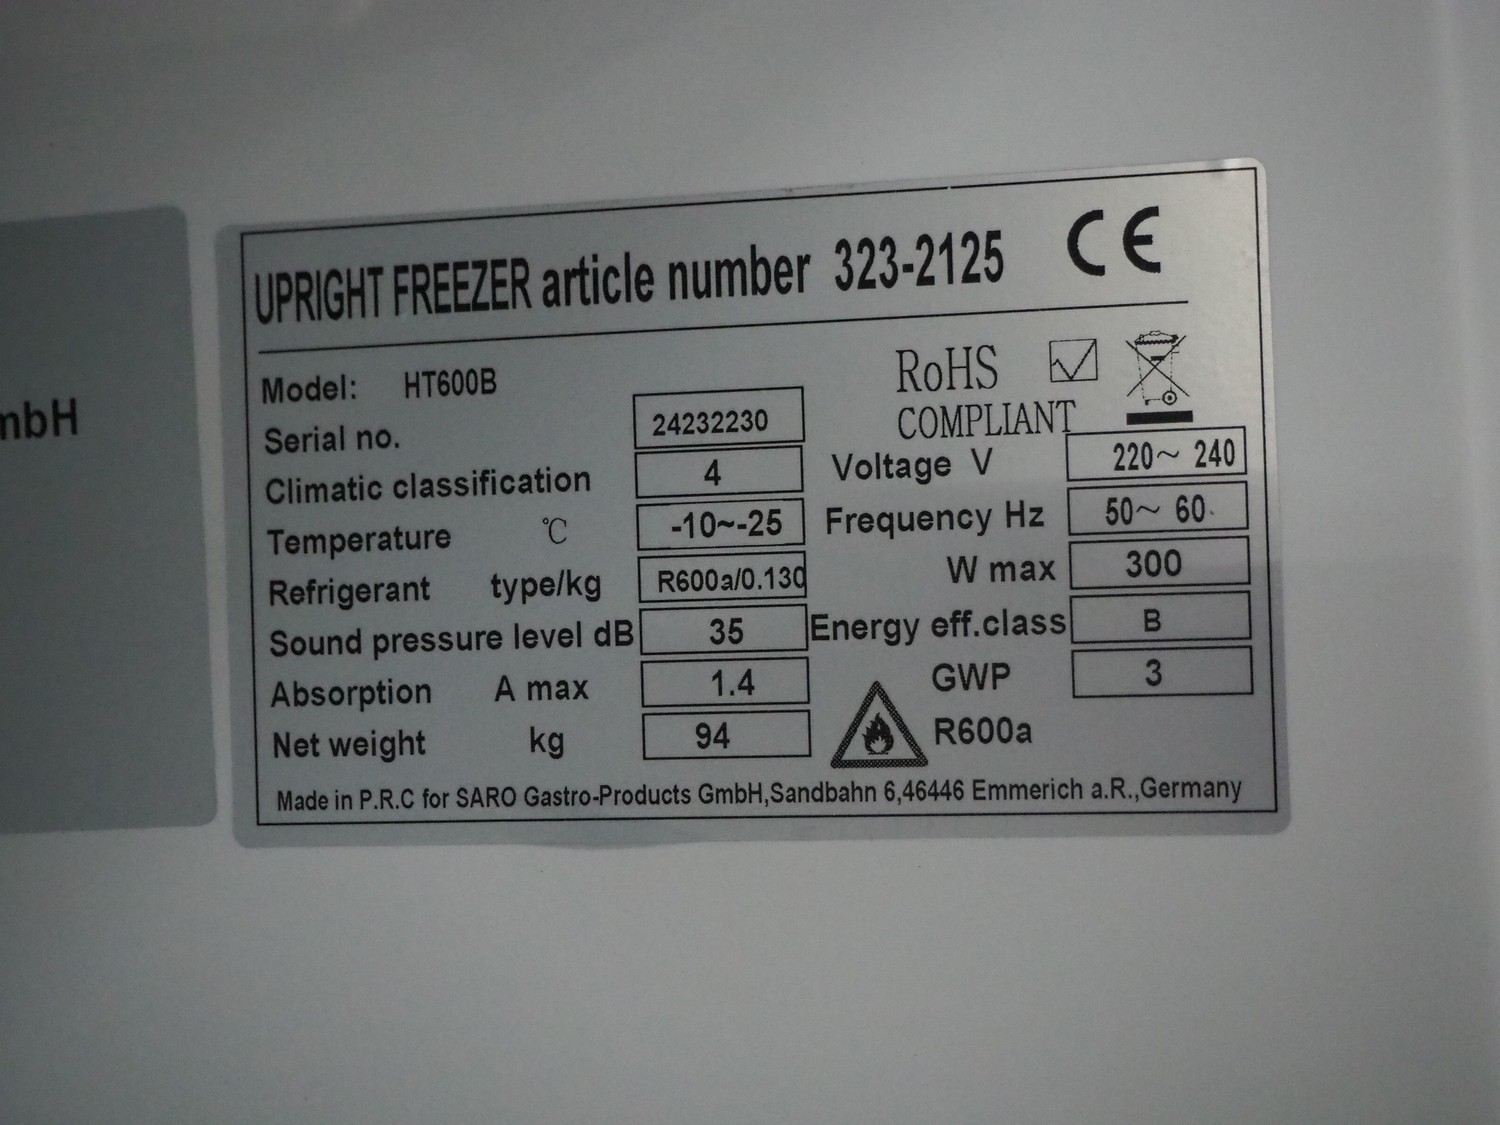 mbH
UPRIGHT FREEZER article number 323-2125 CE
Model: HT600B
RoHS
COMPLIANT
Serial no. 24232230
Climatic classification 4
Voltage V 220~ 240
Temperature ℃ -10~-25
Frequency Hz 50~ 60
Refrigerant type/kg R600a/0.130
W max 300
Sound pressure level dB 35
Energy eff.class B
Absorption A max 1.4
GWP 3
Net weight kg 94
R600a
Made in P.R.C for SARO Gastro-Products GmbH,Sandbahn 6,46446 Emmerich a.R.,Germany